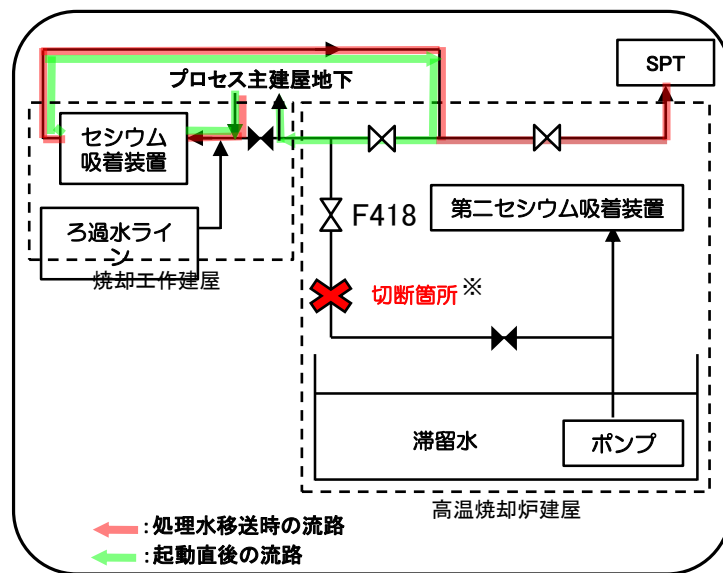 プロセス主建屋地下
SPT
セシウム
吸着装置
F418
第二セシウム吸着装置
ろ過水ライ
ン
焼却工作建屋
切断箇所※
滞留水
ポンプ
高温焼却炉建屋
:処理水移送時の流路
:起動直後の流路